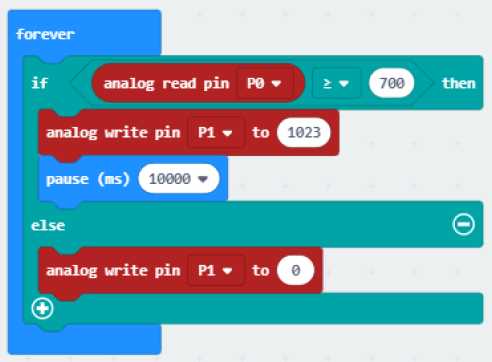 forever
if analog read pin P0 ≥ 700 then
analog write pin P1 to 1023
pause (ms) 10000
else
analog write pin P1 to 0